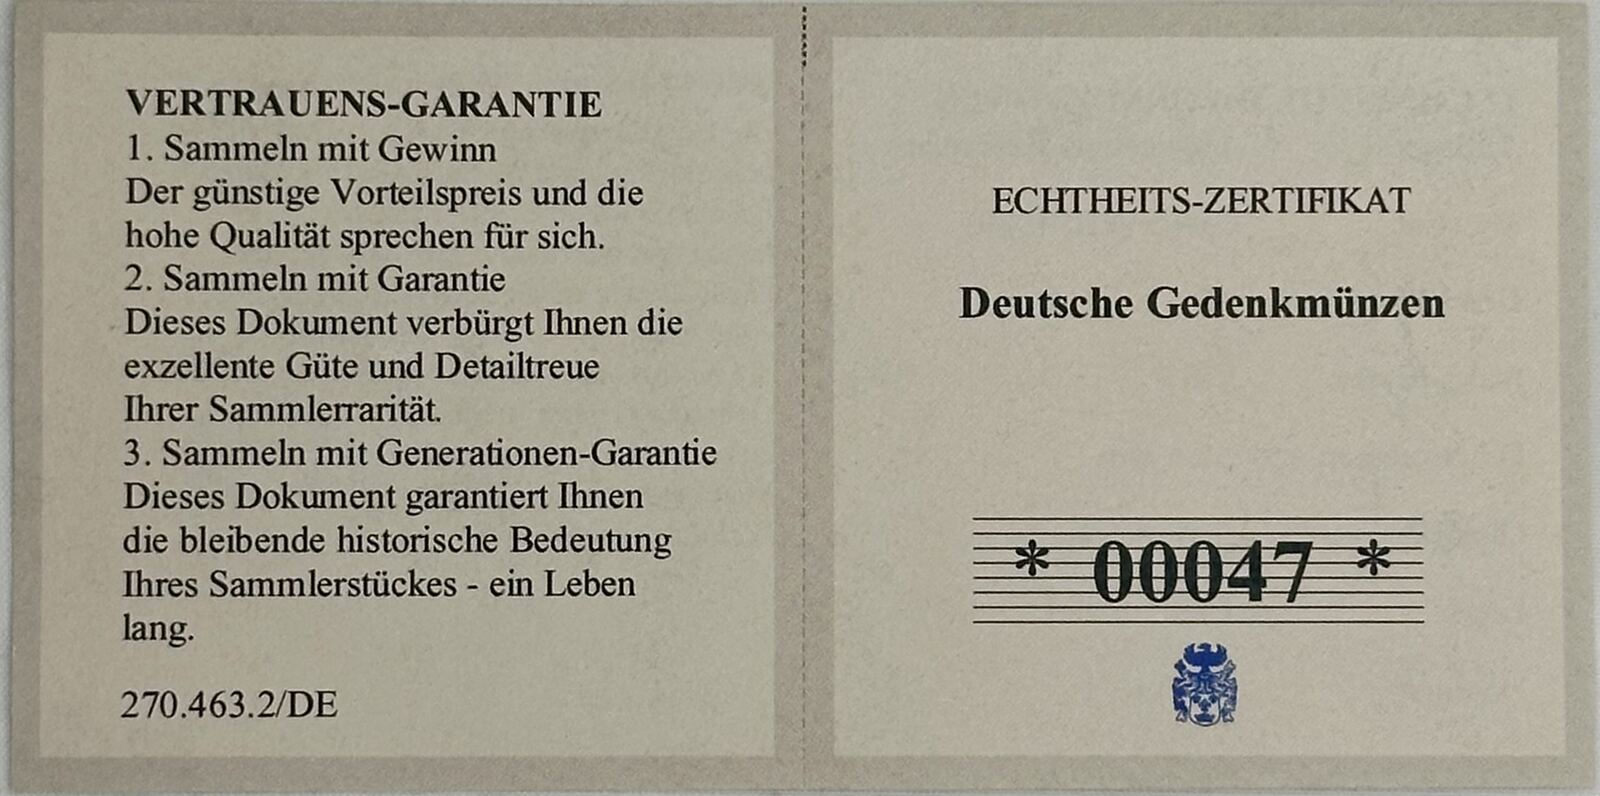 VERTRAUENS-GARANTIE
1. Sammeln mit Gewinn
Der günstige Vorteilspreis und die
hohe Qualität sprechen für sich.
2. Sammeln mit Garantie
Dieses Dokument verbürgt Ihnen die
exzellente Güte und Detailtreue
Ihrer Sammlerrarität.
3. Sammeln mit Generationen-Garantie
Dieses Dokument garantiert Ihnen
die bleibende historische Bedeutung
Ihres Sammlerstückes - ein Leben
lang.
270.463.2/DE
ECHTHEITS-ZERTIFIKAT
Deutsche Gedenkmünzen
* 00047 *